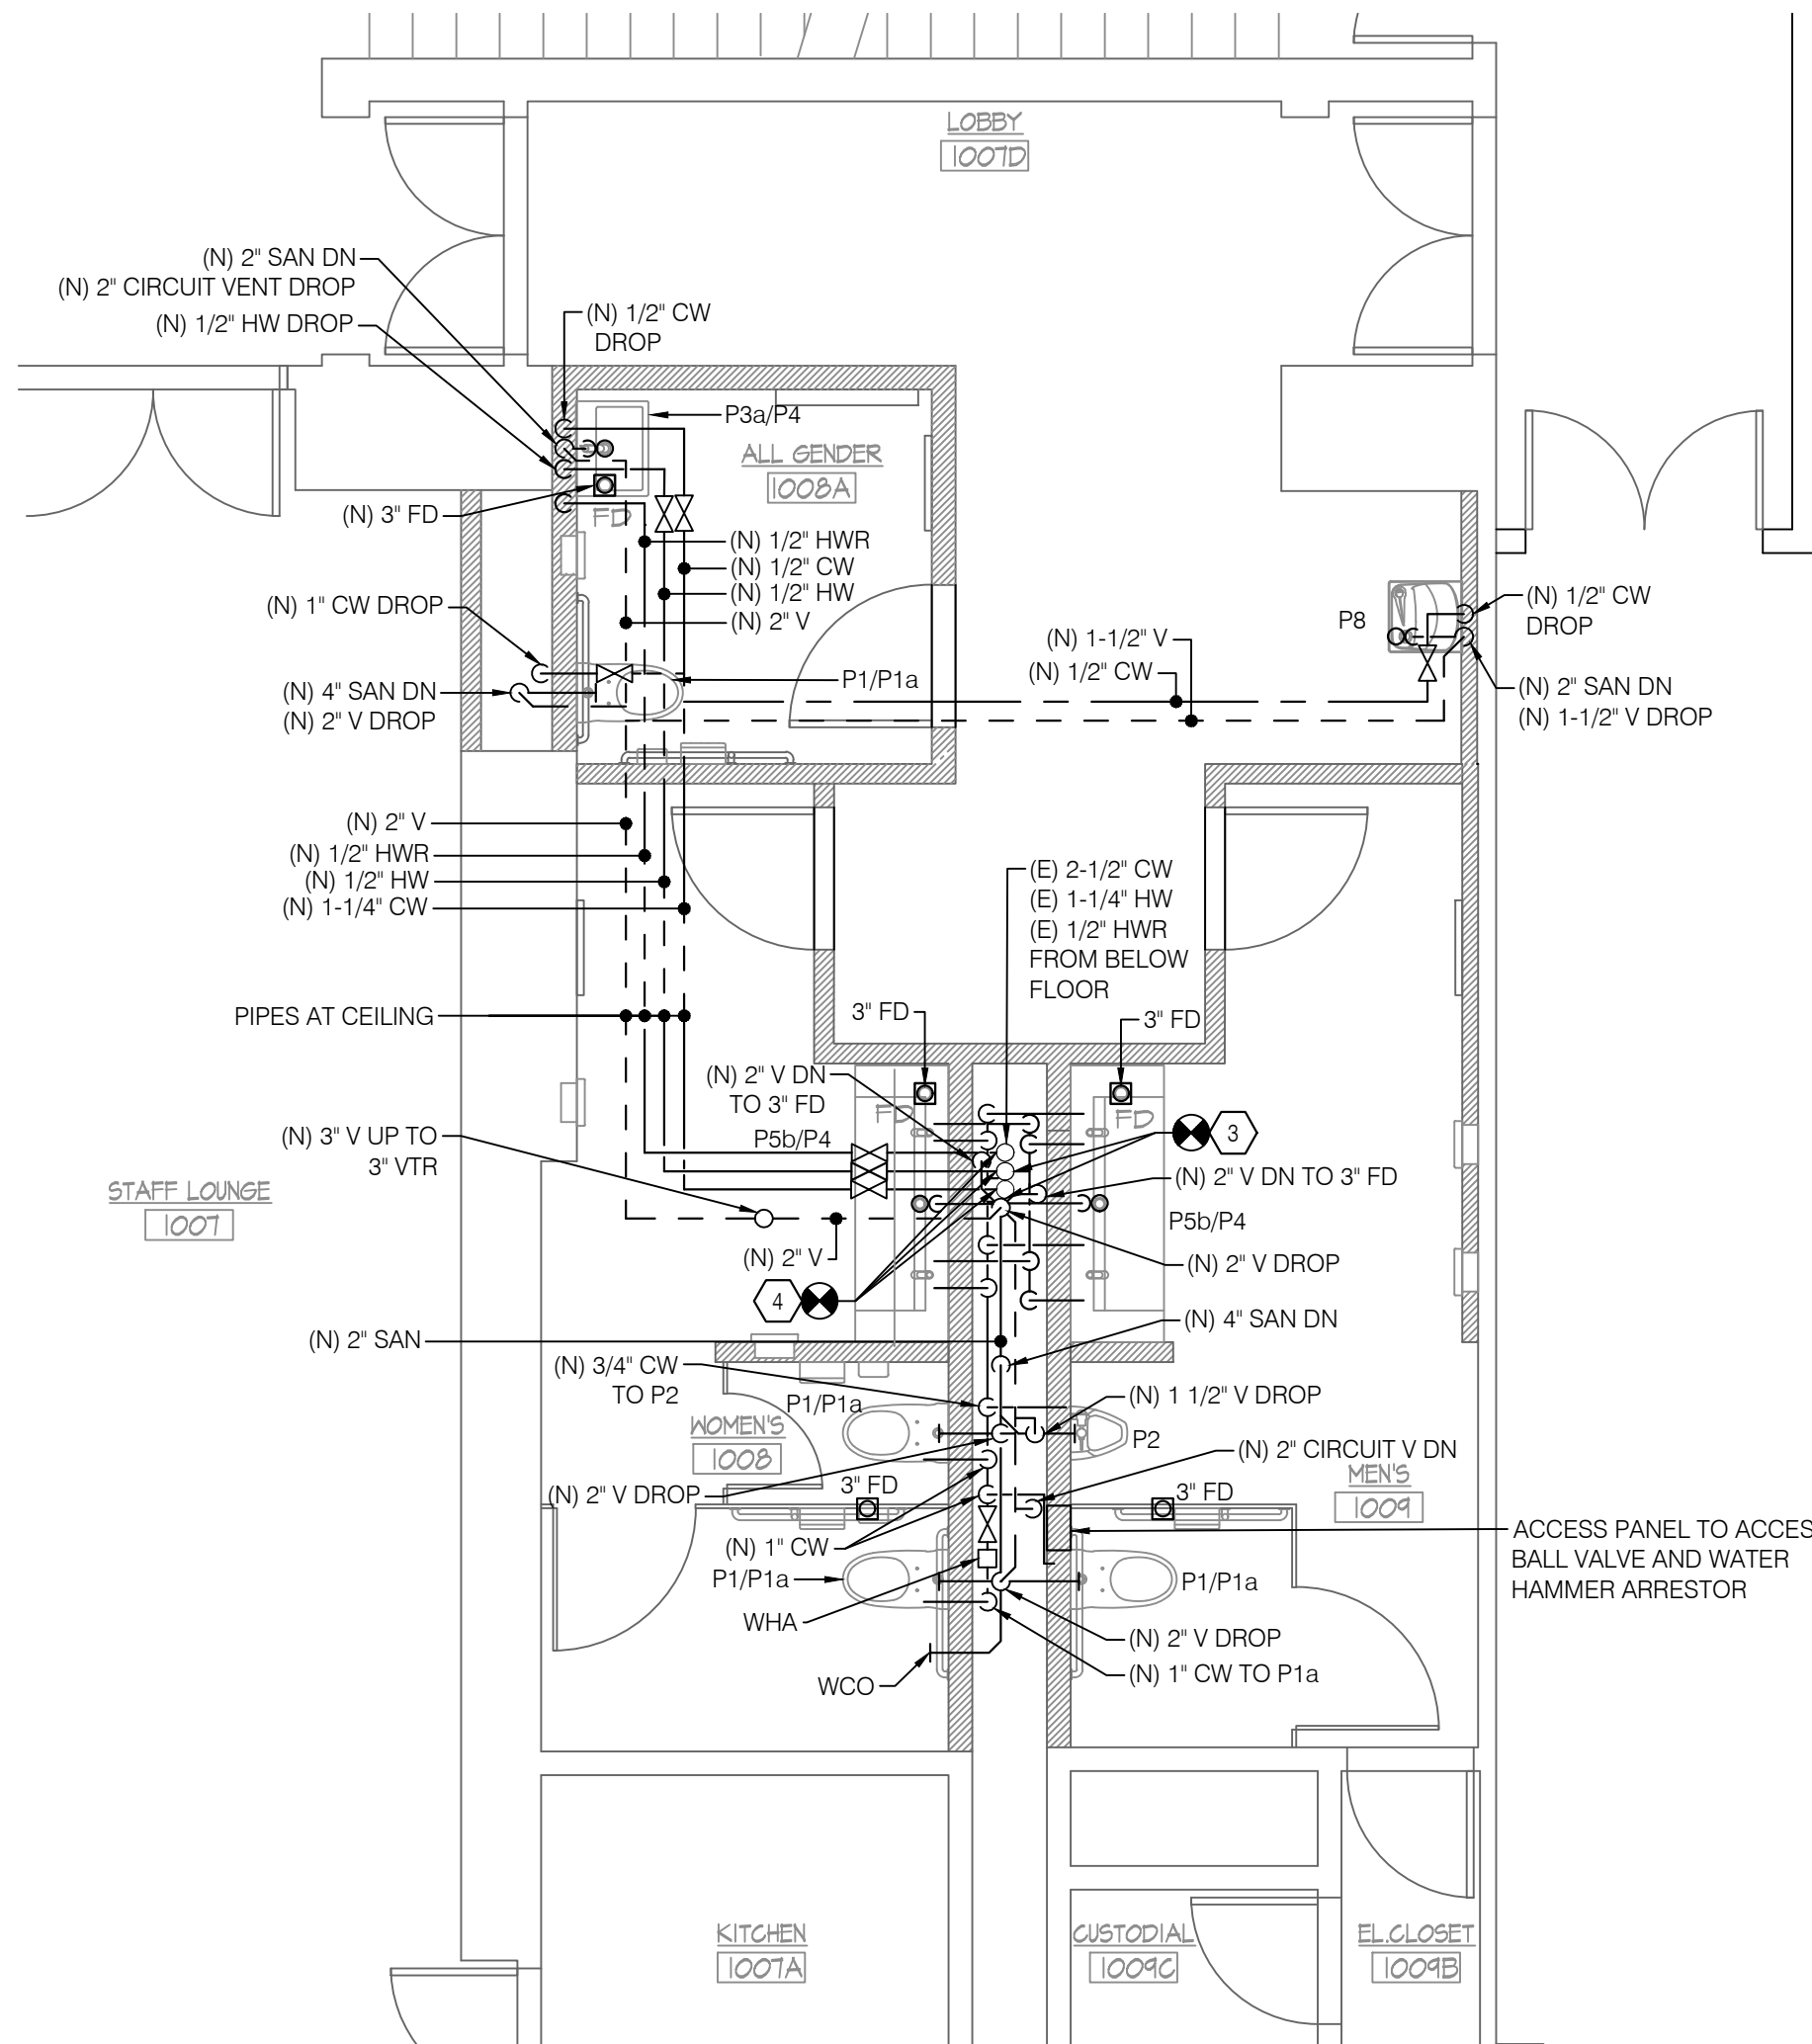 LOBBY
1007D
(N) 2" SAN DN
(N) 2" CIRCUIT VENT DROP
(N) 1/2" HW DROP
(N) 1/2" CW
DROP
P3a/P4
ALL GENDER
1008A
(N) 3" FD
FD
(N) 1/2" HWR
(N) 1/2" CW
(N) 1/2" HW
(N) 2" V
(N) 1" CW DROP
(N) 4" SAN DN
(N) 2" V DROP
P1/P1a
(N) 1-1/2" V
(N) 1/2" CW
P8
(N) 1/2" CW
DROP
(N) 2" SAN DN
(N) 1-1/2" V DROP
(N) 2" V
(N) 1/2" HWR
(N) 1/2" HW
(N) 1-1/4" CW
(E) 2-1/2" CW
(E) 1-1/4" HW
(E) 1/2" HWR
FROM BELOW
FLOOR
PIPES AT CEILING
3" FD
3" FD
(N) 2" V DN
TO 3" FD
FD
FD
P5b/P4
3
(N) 3" V UP TO
3" VTR
(N) 2" V DN TO 3" FD
STAFF LOUNGE
1007
P5b/P4
(N) 2" V
(N) 2" V DROP
4
(N) 4" SAN DN
(N) 2" SAN
(N) 3/4" CW
TO P2
P1/P1a
(N) 1 1/2" V DROP
WOMEN'S
1008
P2
(N) 2" CIRCUIT V DN
MEN'S
1009
(N) 2" V DROP
3" FD
3" FD
(N) 1" CW
ACCESS PANEL TO ACCES
BALL VALVE AND WATER
HAMMER ARRESTOR
P1/P1a
P1/P1a
WHA
(N) 2" V DROP
(N) 1" CW TO P1a
WCO
KITCHEN
1007A
CUSTODIAL
1009C
EL.CLOSET
1009B